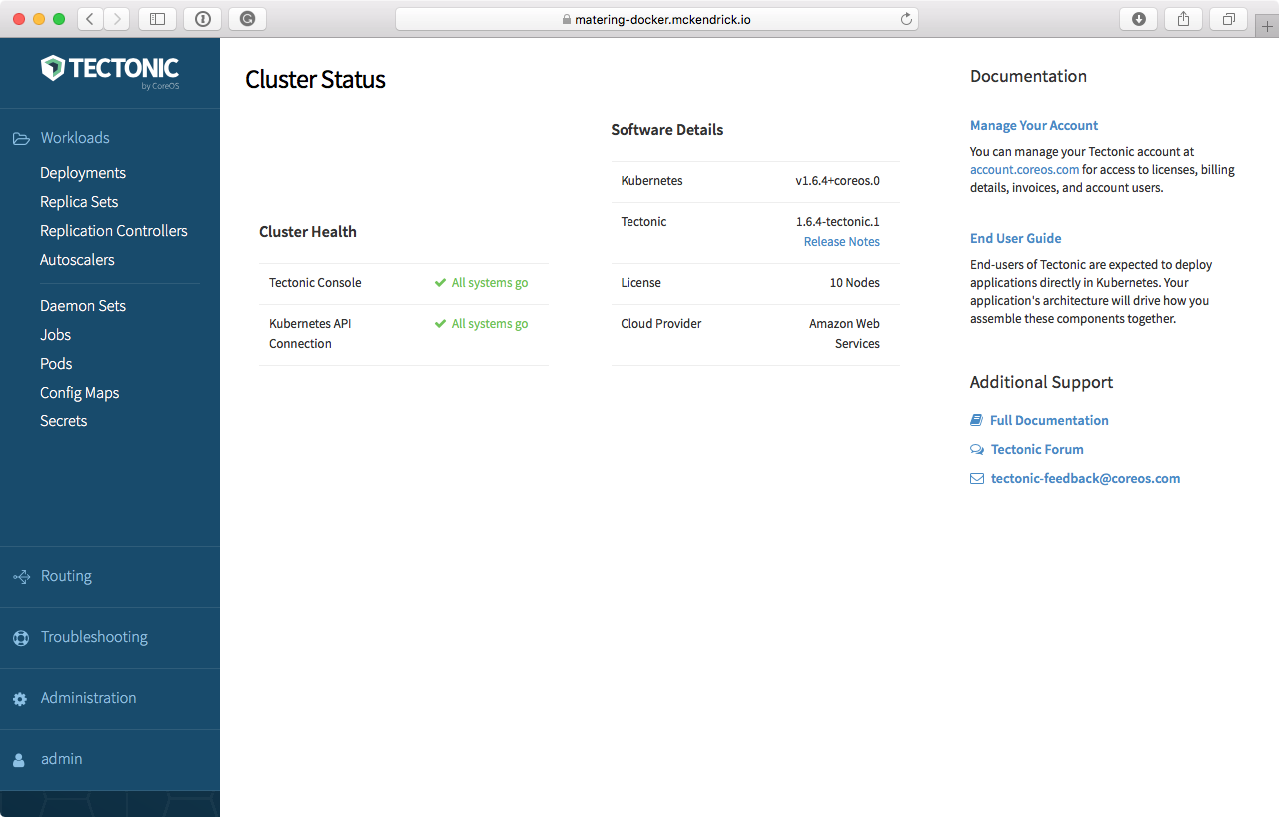 matering-docker.mckendrick.io
TECTONIC
by CoreOS
Workloads
Deployments
Replica Sets
Replication Controllers
Autoscalers
Daemon Sets
Jobs
Pods
Config Maps
Secrets
Routing
Troubleshooting
Administration
admin
Cluster Status
Cluster Health
Tectonic Console All systems go
Kubernetes API All systems go
Connection
Software Details
Kubernetes v1.6.4+coreos.0
Tectonic 1.6.4-tectonic.1
Release Notes
License 10 Nodes
Cloud Provider Amazon Web
Services
Documentation
Manage Your Account
You can manage your Tectonic account at
account.coreos.com for access to licenses, billing
details, invoices, and account users.
End User Guide
End-users of Tectonic are expected to deploy
applications directly in Kubernetes. Your
application's architecture will drive how you
assemble these components together.
Additional Support
Full Documentation
Tectonic Forum
tectonic-feedback@coreos.com